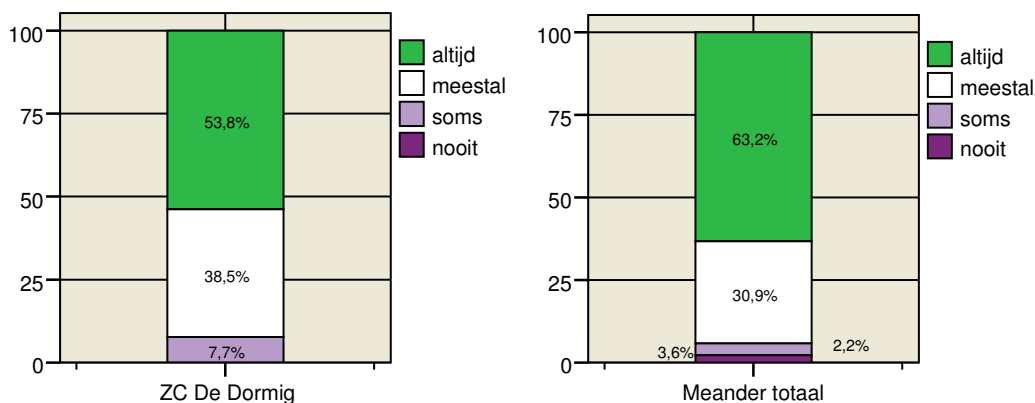 100
75
50
25
0
53,8%
38,5%
7,7%
ZC De Dormig
altijd
meestal
soms
nooit
100
75
50
25
0
63,2%
30,9%
3,6%
2,2%
Meander totaal
altijd
meestal
soms
nooit